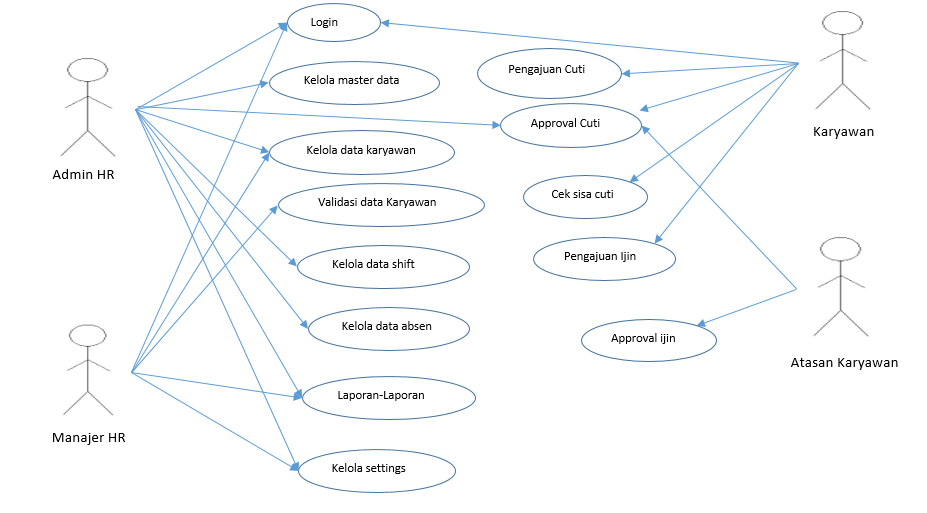 Login
Kelola master data
Pengajuan Cuti
Approval Cuti
Karyawan
Kelola data karyawan
Admin HR
Validasi data Karyawan
Cek sisa cuti
Kelola data shift
Pengajuan Ijin
Kelola data absen
Approval ijin
Atasan Karyawan
Laporan-Laporan
Manajer HR
Kelola settings